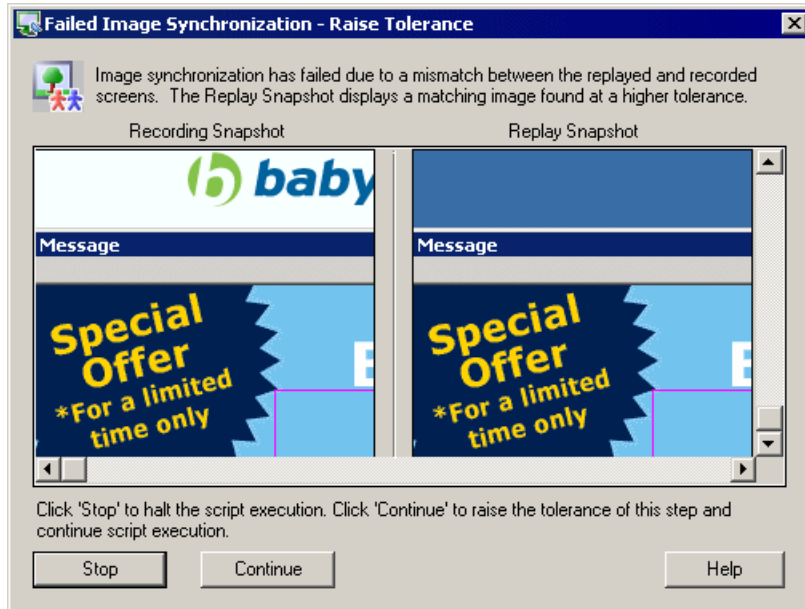 Failed Image Synchronization - Raise Tolerance
Image synchronization has failed due to a mismatch between the replayed and recorded
screens. The Replay Snapshot displays a matching image found at a higher tolerance.
Recording Snapshot
Replay Snapshot
baby
Message
Message
Special
Offer
*For a limited
time only
E
Special
Offer
*For a limited
time only
E
Click 'Stop' to halt the script execution. Click 'Continue' to raise the tolerance of this step and
continue script execution.
Stop
Continue
Help